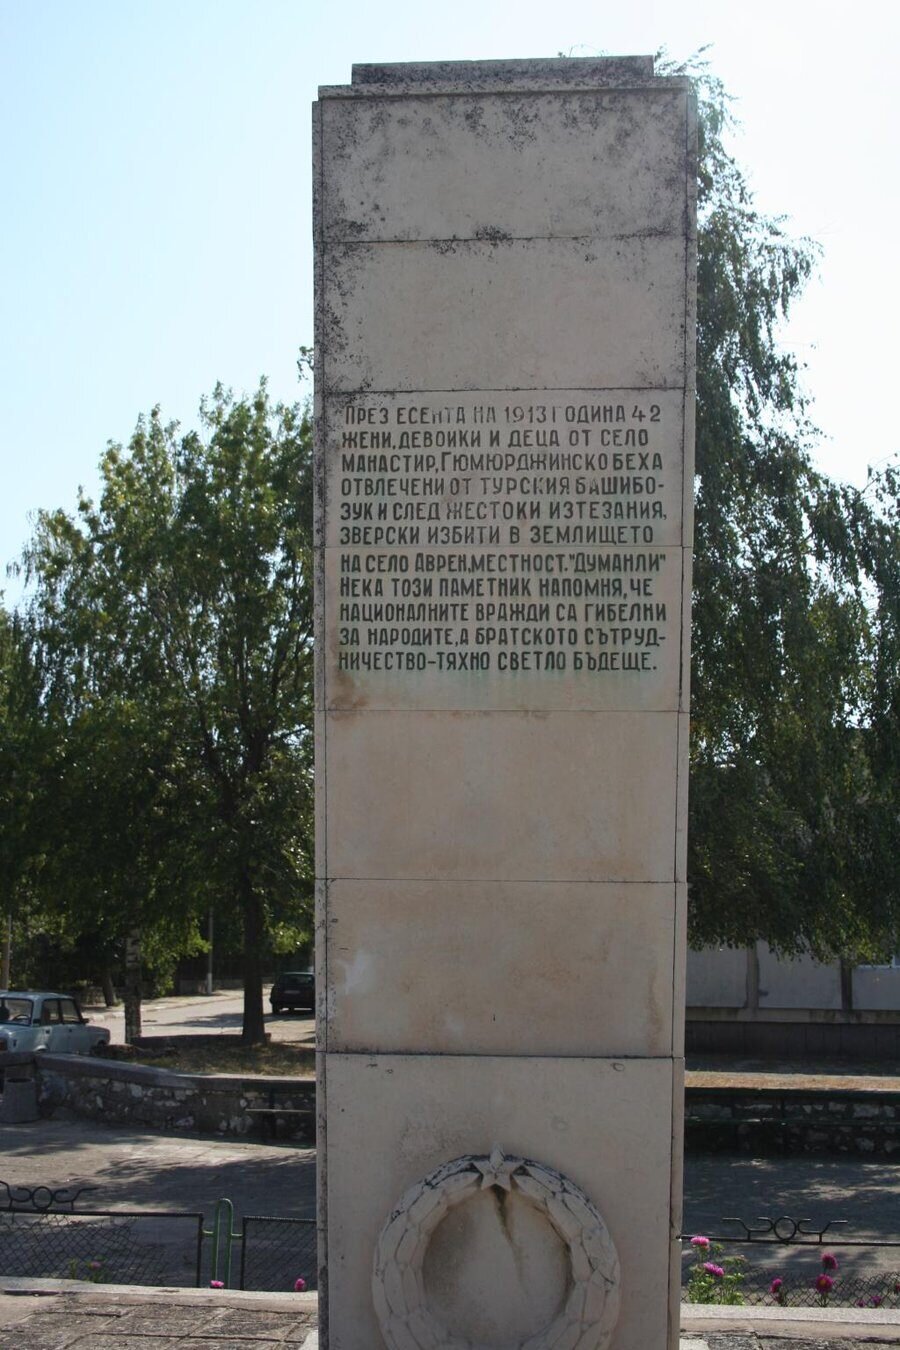 ПРЕЗ ЕСЕНТА НА 1913 ГОДИНА 42
ЖЕНИ, ДЕВОЙКИ И ДЕЦА ОТ СЕЛО
МАНАСТИР, ГЮМЮРДЖИНСКО БЕХА
ОТВЛЕЧЕНИ ОТ ТУРСКИЯ БАШИБО-
ЗУК И СЛЕД ЖЕСТОКИ ИЗТЕЗАНИЯ,
ЗВЕРСКИ ИЗБИТИ В ЗЕМЛИЩЕТО
НА СЕЛО АВРЕН, МЕСТНОСТ. "ДУМАНЛИ"
НЕКА ТОЗИ ПАМЕТНИК НАПОМНЯ, ЧЕ
НАЦИОНАЛНИТЕ ВРАЖДИ СА ГИБЕЛНИ
ЗА НАРОДИТЕ, А БРАТСКОТО СЪТРУД-
НИЧЕСТВО-ТЯХНО СВЕТЛО БЪДЕЩЕ.